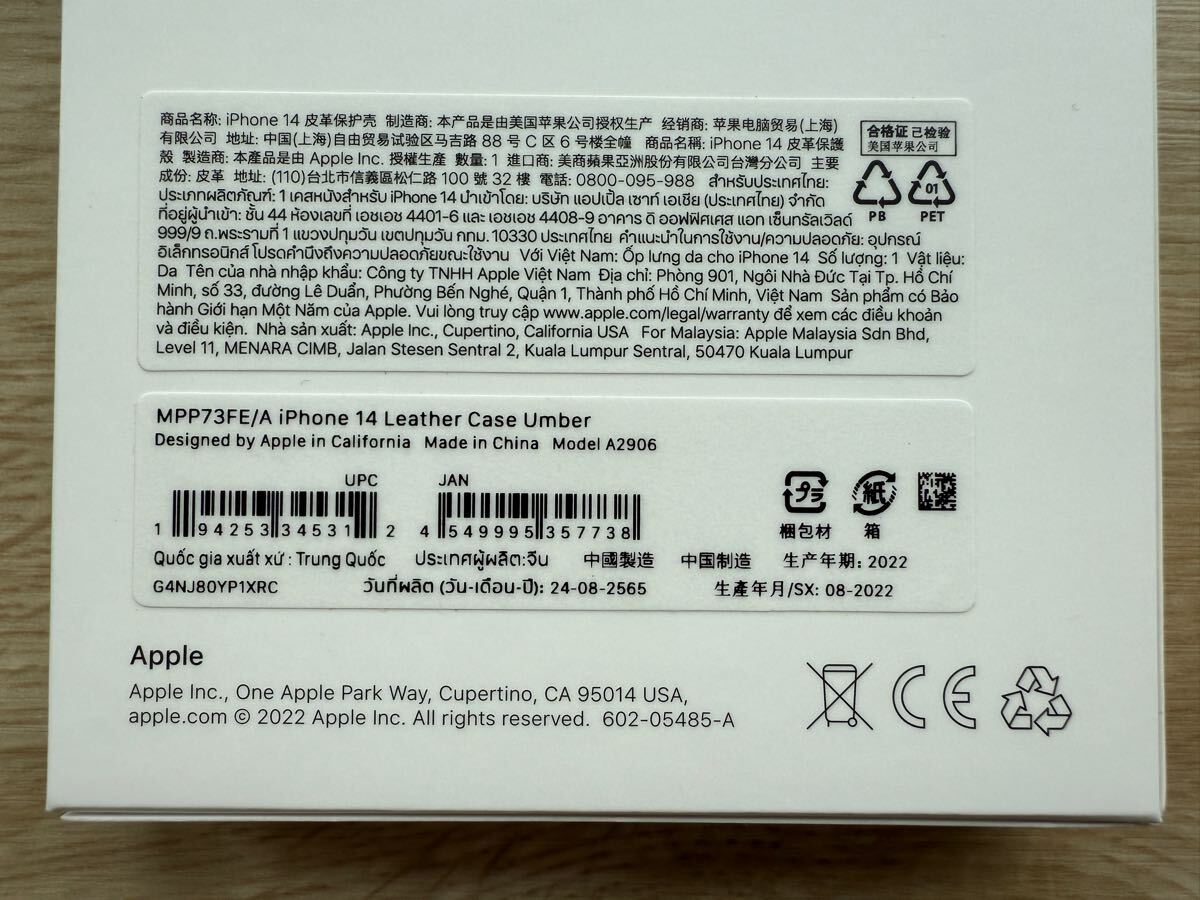 商品名称: iPhone 14 皮革保护壳 制造商: 本产品是由美国苹果公司授权生产 经销商: 苹果电脑贸易(上海)
有限公司 地址: 中国(上海)自由贸易试验区马吉路 88 号 C 区 6 号楼全幢 商品名稱: iPhone 14 皮革保護
殼 製造商: 本產品是由 Apple Inc. 授權生產 數量: 1 進口商: 美商蘋果亞洲股份有限公司台灣分公司 主要
成份: 皮革 地址: (110)台北市信義區松仁路 100 號 32 樓 電話: 0800-095-988 สำหรับประเทศไทย:
ประเภทผลิตภัณฑ์: 1 เคสหนังสำหรับ iPhone 14 นำเข้าโดย: บริษัท แอปเปิ้ล เซาท์ เอเชีย (ประเทศไทย) จำกัด
ที่อยู่ผู้นำเข้า: ชั้น 44 ห้องเลขที่ เอชเอช 4401-6 และ เอชเอช 4408-9 อาคาร ดิ ออฟฟิศเศส แอท เซ็นทรัลเวิลด์
999/9 ถ.พระรามที่ 1 แขวงปทุมวัน เขตปทุมวัน กทม. 10330 ประเทศไทย คำแนะนำในการใช้งาน/ความปลอดภัย: อุปกรณ์
อิเล็กทรอนิกส์ โปรดคำนึงถึงความปลอดภัยขณะใช้งาน Với Việt Nam: Ốp lưng da cho iPhone 14 Số lượng: 1 Vật liệu:
Da Tên của nhà nhập khẩu: Công ty TNHH Apple Việt Nam Địa chỉ: Phòng 901, Ngôi Nhà Đức Tại Tp. Hồ Chí
Minh, số 33, đường Lê Duẩn, Phường Bến Nghé, Quận 1, Thành phố Hồ Chí Minh, Việt Nam Sản phẩm có Bảo
hành Giới hạn Một Năm của Apple. Vui lòng truy cập www.apple.com/legal/warranty để xem các điều khoản
và điều kiện. Nhà sản xuất: Apple Inc., Cupertino, California USA For Malaysia: Apple Malaysia Sdn Bhd,
Level 11, MENARA CIMB, Jalan Stesen Sentral 2, Kuala Lumpur Sentral, 50470 Kuala Lumpur
合格证 已检验
美国苹果公司
01
PB PET
MPP73FE/A iPhone 14 Leather Case Umber
Designed by Apple in California Made in China Model A2906
UPC JAN
1 94253 34531 2 4 549995 357738
プラ 紙
梱包材 箱
Quốc gia xuất xứ : Trung Quốc ประเทศผู้ผลิต:จีน 中國製造 中国制造 生产年期: 2022
G4NJ80YP1XRC วันที่ผลิต (วัน-เดือน-ปี): 24-08-2565 生產年月/SX: 08-2022
Apple
Apple Inc., One Apple Park Way, Cupertino, CA 95014 USA,
apple.com © 2022 Apple Inc. All rights reserved. 602-05485-A
CE